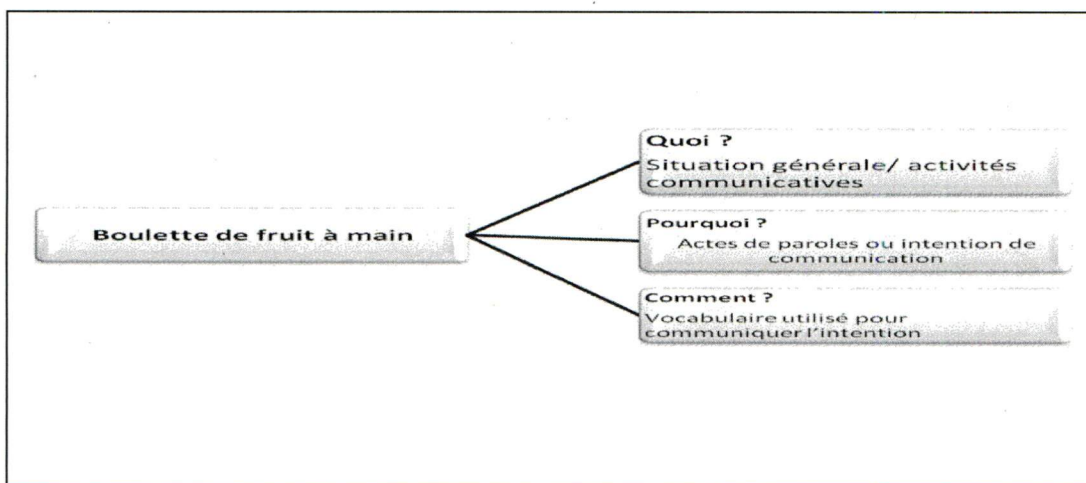 Boulette de fruit à main
Quoi ?
Situation générale/ activités
communicatives
Pourquoi ?
Actes de paroles ou intention de
communication
Comment ?
Vocabulaire utilisé pour
communiquer l'intention